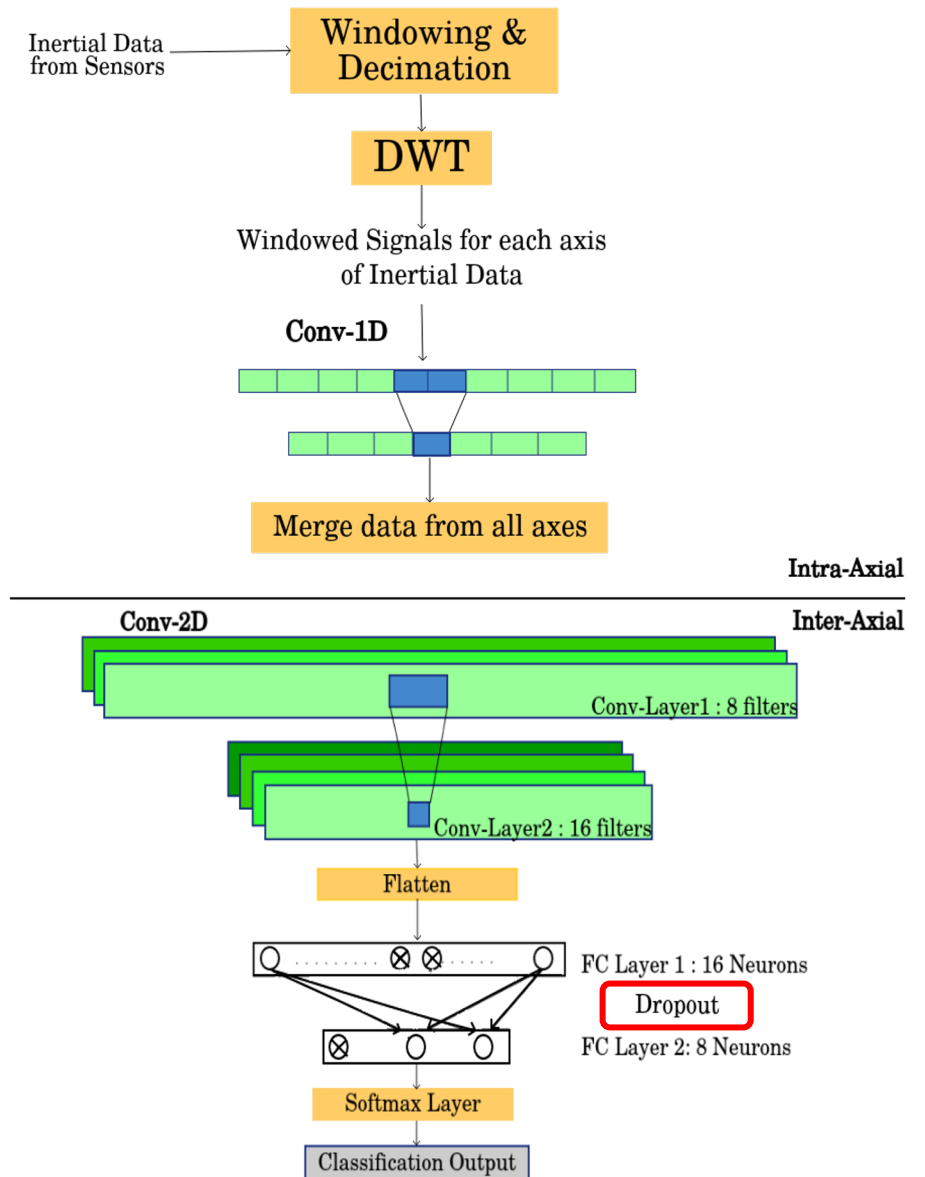 Inertial Data
from Sensors
Windowing &
Decimation
DWT
Windowed Signals for each axis
of Inertial Data
Conv-1D
Merge data from all axes
Intra-Axial
Conv-2D
Inter-Axial
Conv-Layer1 : 8 filters
Conv-Layer2 : 16 filters
Flatten
FC Layer 1 : 16 Neurons
Dropout
FC Layer 2: 8 Neurons
Softmax Layer
Classification Output